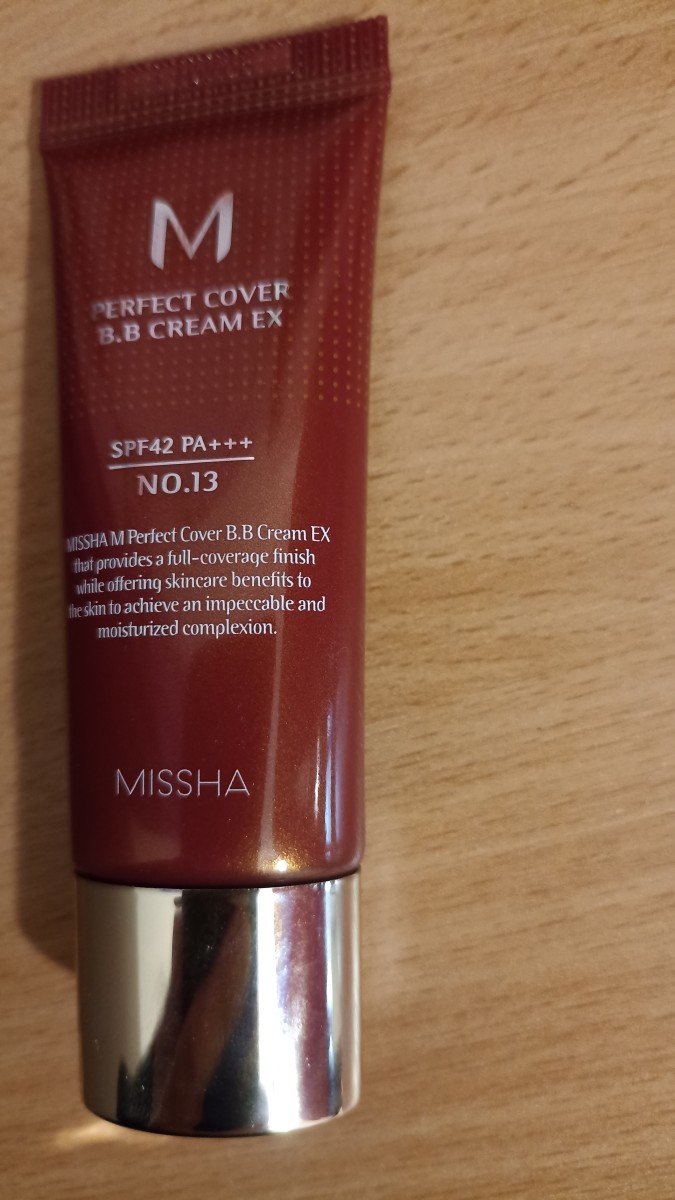 M
PERFECT COVER
B.B CREAM EX
SPF42 PA+++
NO.13
MISSHA M Perfect Cover B.B Cream EX
that provides a full-coverage finish
while offering skincare benefits to
the skin to achieve an impeccable and
moisturized complexion.
MISSHA